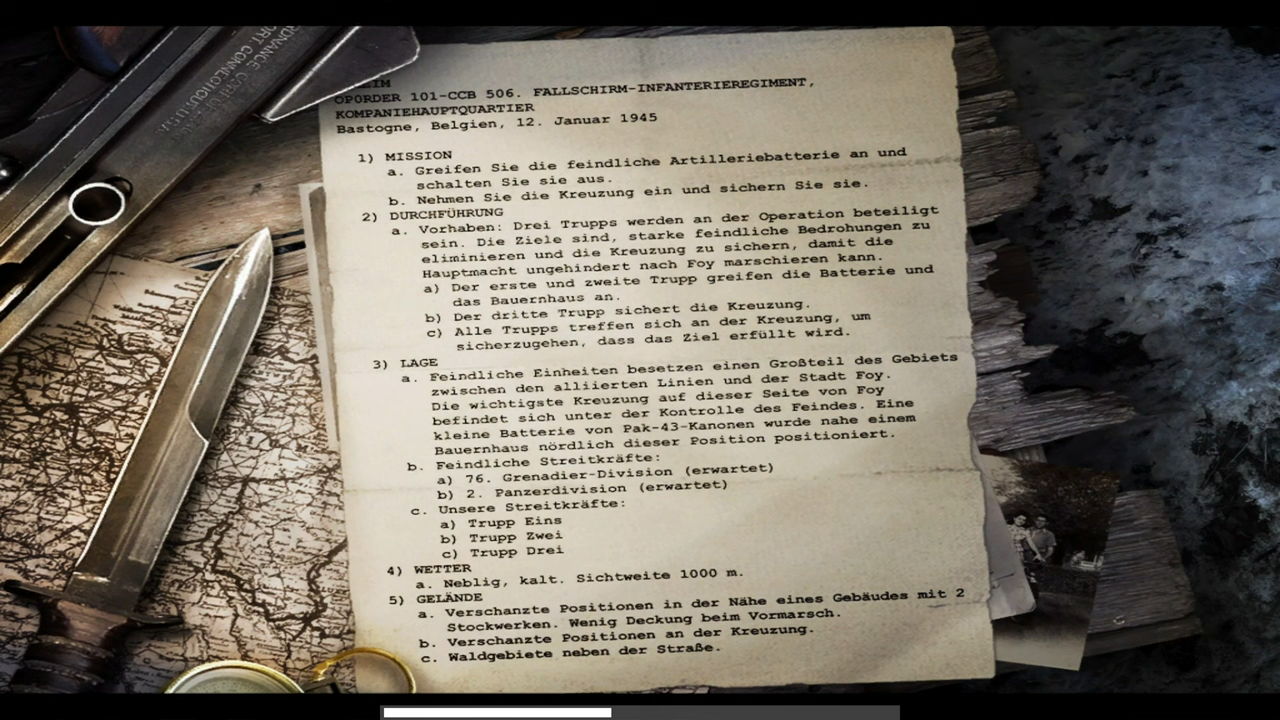 ORDNANCE CORP
PORT CONNECTICUT U.S.A.
OPORDER 101-CCB 506. FALLSCHIRM-INFANTERIEREGIMENT,
KOMPANIEHAUPTQUARTIER
Bastogne, Belgien, 12. Januar 1945
1) MISSION
a. Greifen Sie die feindliche Artilleriebatterie an und
schalten Sie sie aus.
b. Nehmen Sie die Kreuzung ein und sichern Sie sie.
2) DURCHFÜHRUNG
a. Vorhaben: Drei Trupps werden an der Operation beteiligt
sein. Die Ziele sind, starke feindliche Bedrohungen zu
eliminieren und die Kreuzung zu sichern, damit die
Hauptmacht ungehindert nach Foy marschieren kann.
a) Der erste und zweite Trupp greifen die Batterie und
das Bauernhaus an.
b) Der dritte Trupp sichert die Kreuzung.
c) Alle Trupps treffen sich an der Kreuzung, um
sicherzugehen, dass das Ziel erfüllt wird.
3) LAGE
a. Feindliche Einheiten besetzen einen Großteil des Gebiets
zwischen den alliierten Linien und der Stadt Foy.
Die wichtigste Kreuzung auf dieser Seite von Foy
befindet sich unter der Kontrolle des Feindes. Eine
kleine Batterie von Pak-43-Kanonen wurde nahe einem
Bauernhaus nördlich dieser Position positioniert.
b. Feindliche Streitkräfte:
a) 76. Grenadier-Division (erwartet)
b) 2. Panzerdivision (erwartet)
c. Unsere Streitkräfte:
a) Trupp Eins
b) Trupp Zwei
c) Trupp Drei
4) WETTER
a. Neblig, kalt. Sichtweite 1000 m.
5) GELÄNDE
a. Verschanzte Positionen in der Nähe eines Gebäudes mit 2
Stockwerken. Wenig Deckung beim Vormarsch.
b. Verschanzte Positionen an der Kreuzung.
c. Waldgebiete neben der Straße.